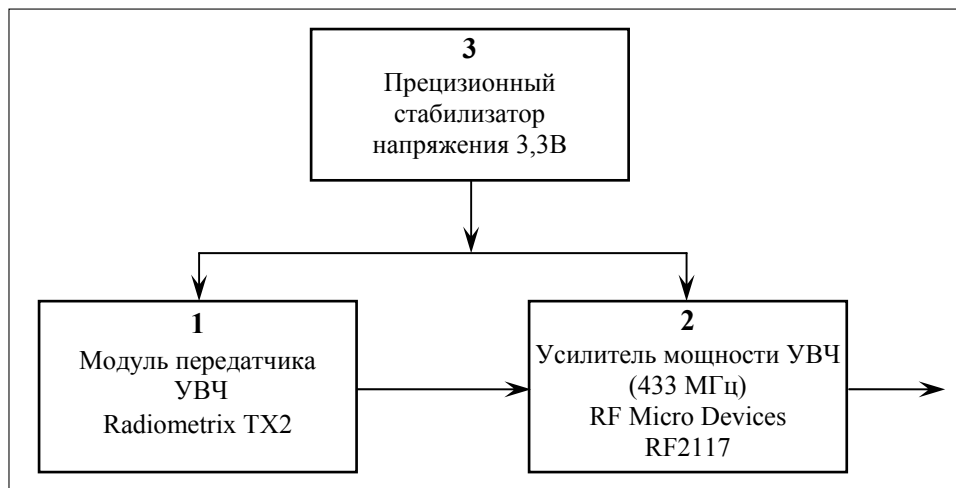 3
Прецизионный
стабилизатор
напряжения 3,3В
1
Модуль передатчика
УВЧ
Radiometrix TX2
2
Усилитель мощности УВЧ
(433 МГц)
RF Micro Devices
RF2117